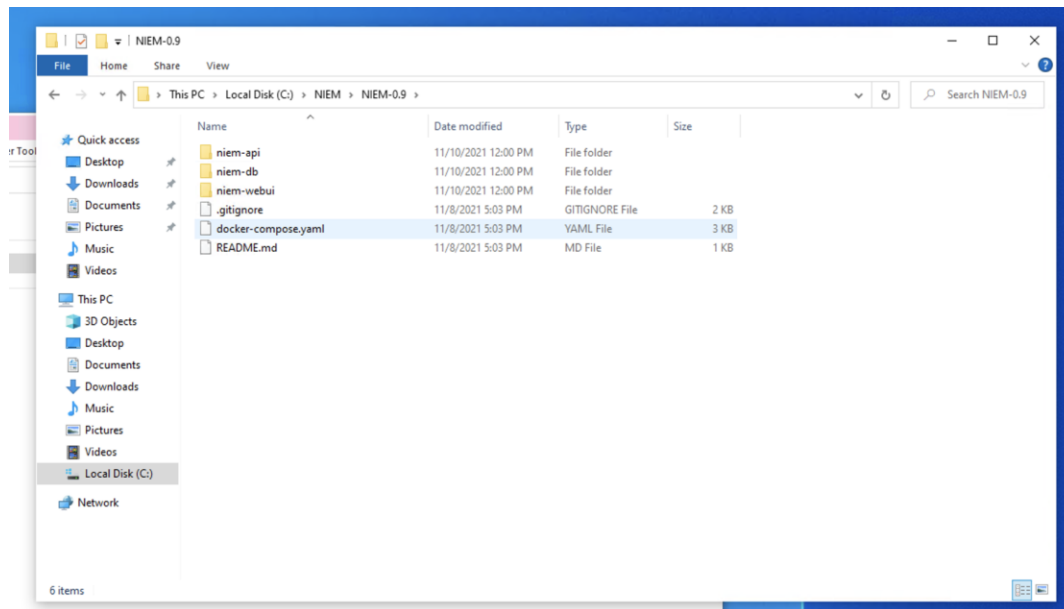 NIEM-0.9
File Home Share View
This PC > Local Disk (C:) > NIEM > NIEM-0.9 >
Search NIEM-0.9
er Tool
Quick access
Desktop
Downloads
Documents
Pictures
Music
Videos
This PC
3D Objects
Desktop
Documents
Downloads
Music
Pictures
Videos
Local Disk (C:)
Network
Name Date modified Type Size
niem-api 11/10/2021 12:00 PM File folder
niem-db 11/10/2021 12:00 PM File folder
niem-webui 11/10/2021 12:00 PM File folder
.gitignore 11/8/2021 5:03 PM GITIGNORE File 2 KB
docker-compose.yaml 11/8/2021 5:03 PM YAML File 3 KB
README.md 11/8/2021 5:03 PM MD File 1 KB
6 items